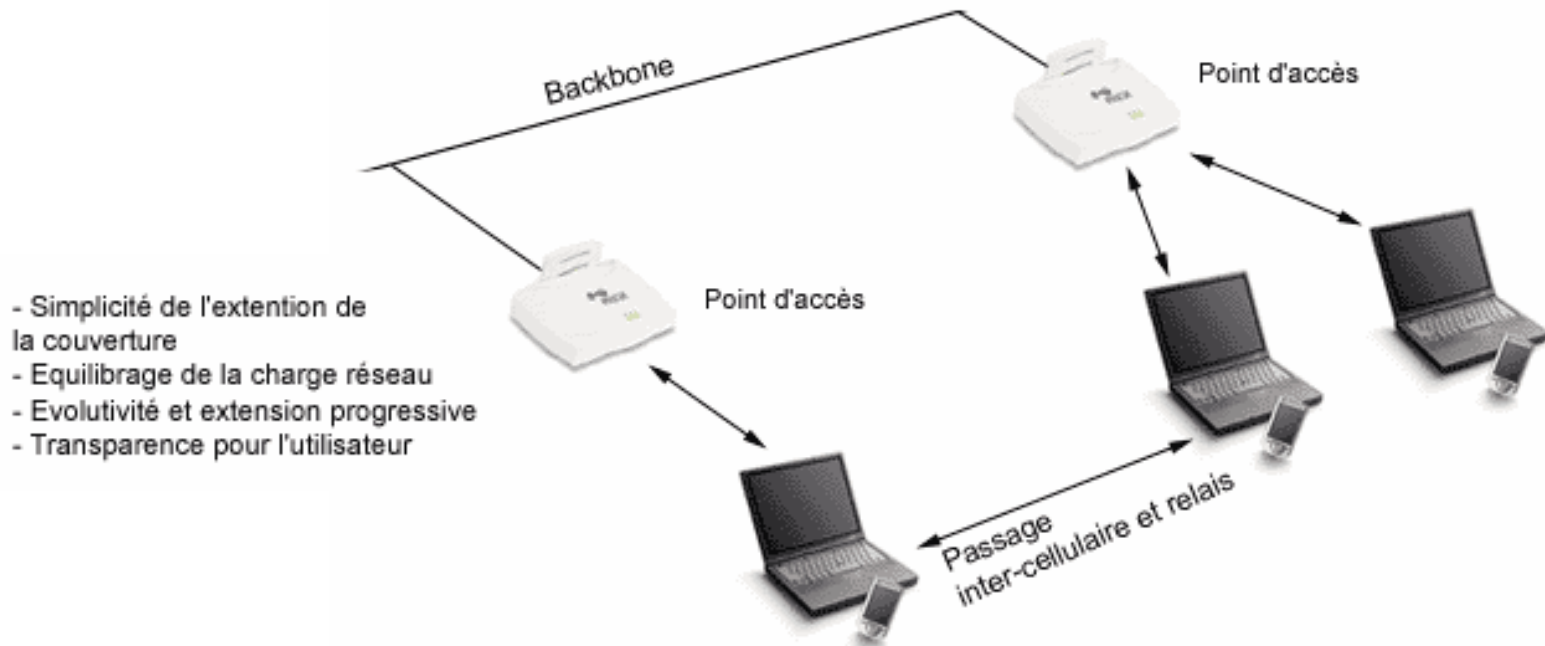 Backbone
Point d'accès
Point d'accès
- Simplicité de l'extention de
la couverture
- Equilibrage de la charge réseau
- Evolutivité et extension progressive
- Transparence pour l'utilisateur
Passage
inter-cellulaire et relais